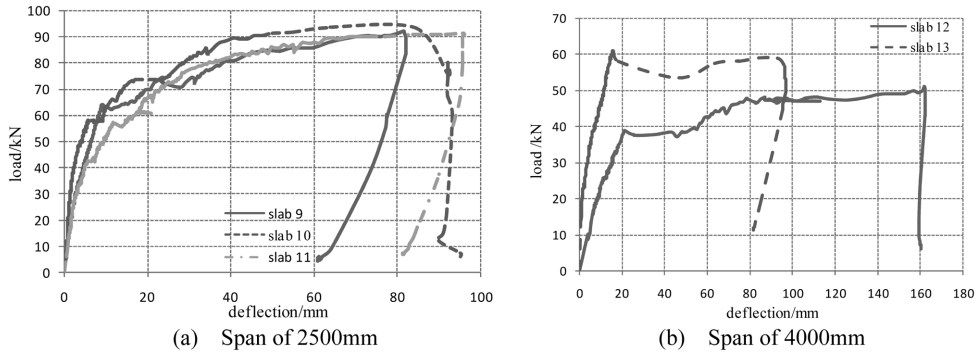 100
90
80
70
60
50
40
30
20
10
0
load/kN
slab 9
slab 10
slab 11
0 20 40 60 80 100
deflection/mm
(a) Span of 2500mm
70
60
50
40
30
20
10
0
load/kN
slab 12
slab 13
0 20 40 60 80 100 120 140 160 180
deflection/mm
(b) Span of 4000mm